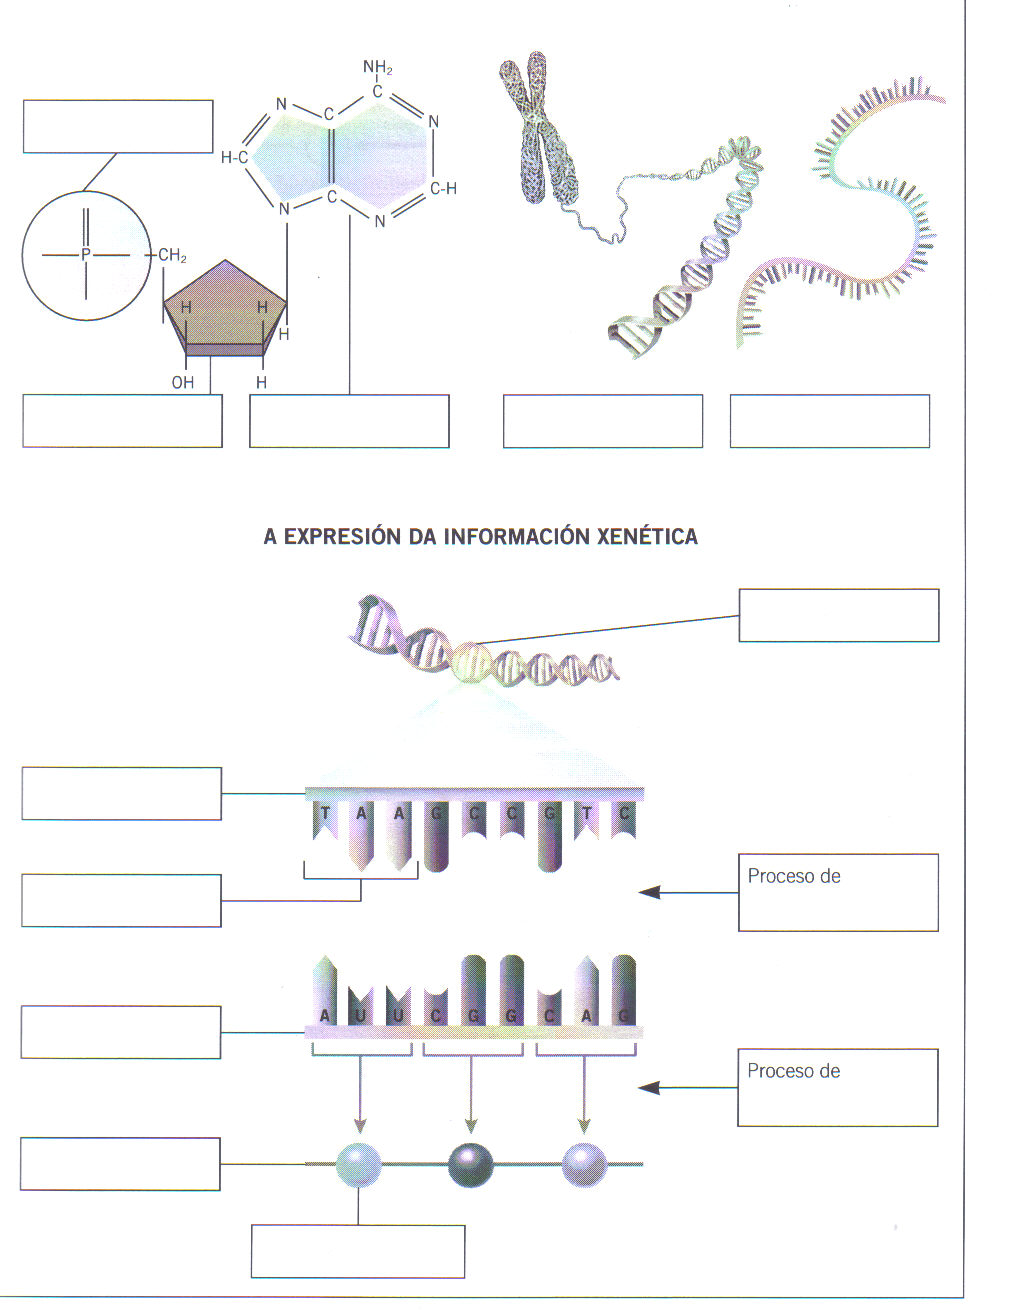 NH₂
N
C
C
N
H-C
C-H
N
C
N
P
CH₂
H
H
H
OH
H
A EXPRESIÓN DA INFORMACIÓN XENÉTICA
T A A G C C G T C
Proceso de
A U U C G G C A G
Proceso de